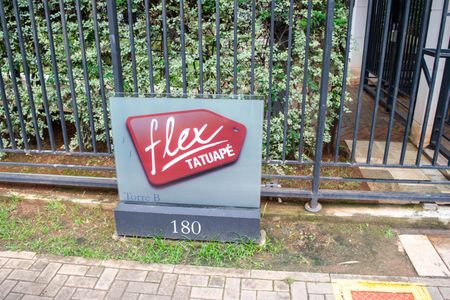 flex
TATUAPÉ
Torre B
180